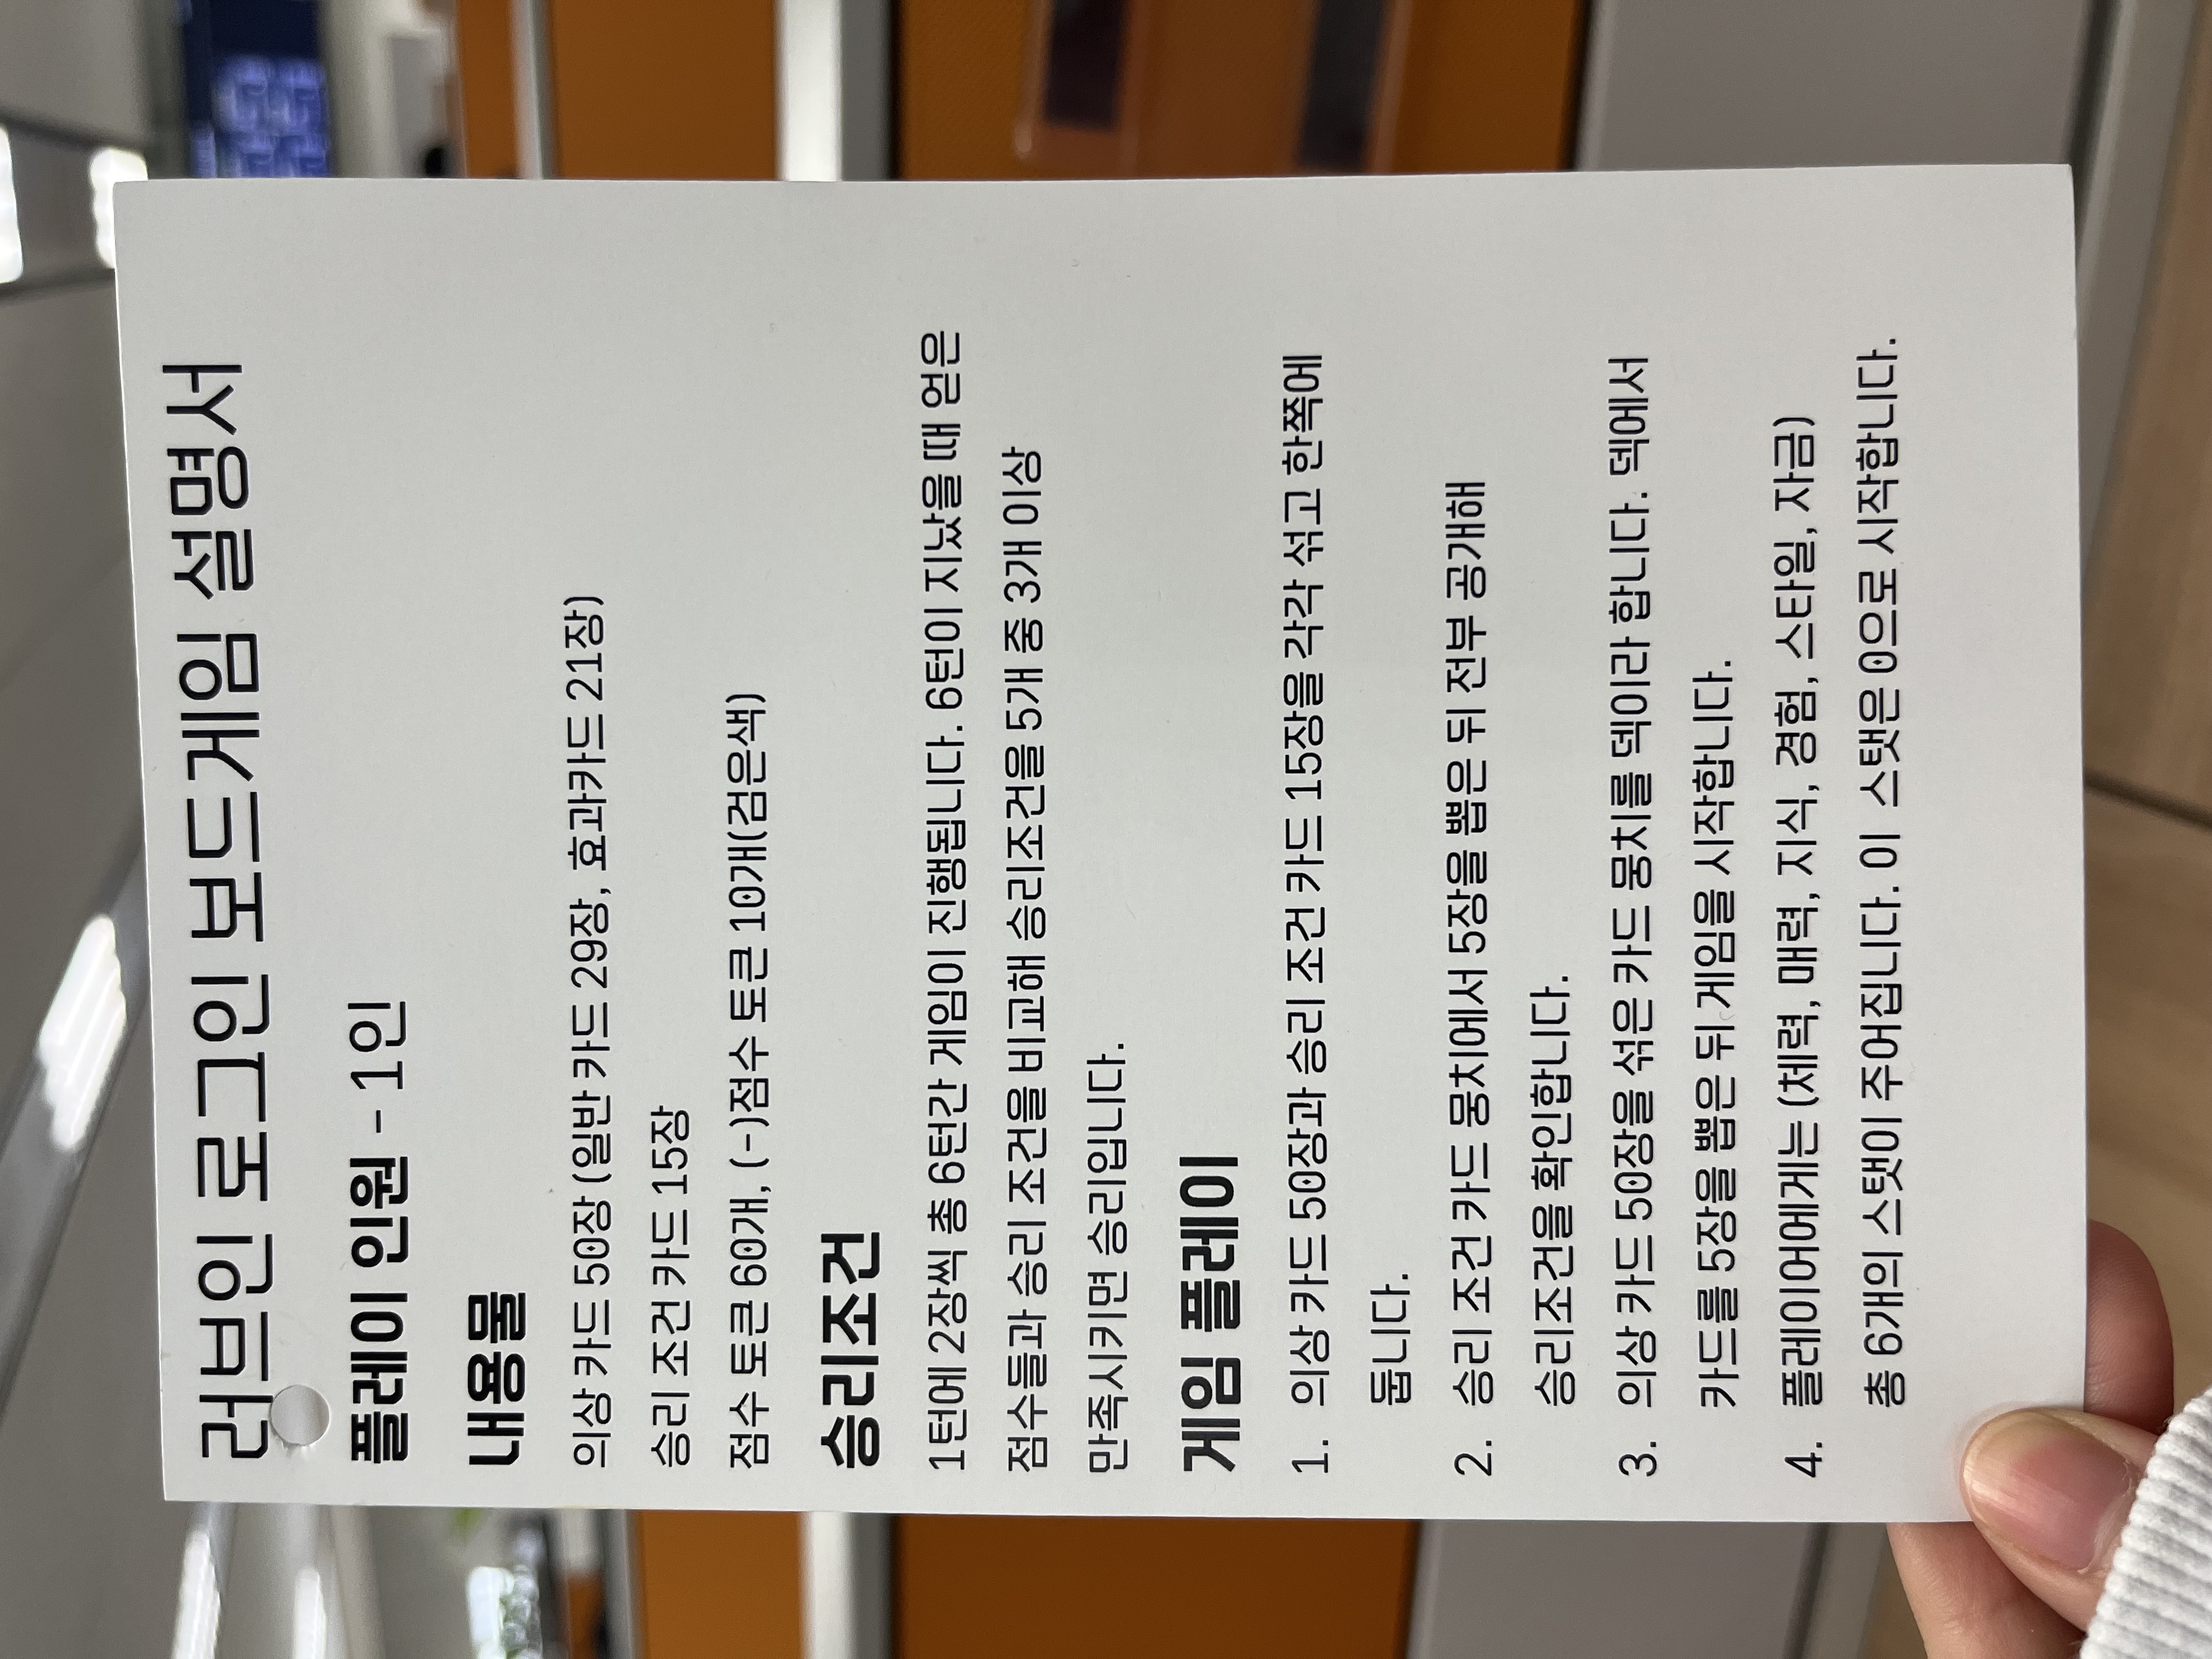 러브인 로그인 보드게임 설명서
플레이 인원 - 1인
내용물
의상 카드 50장 (일반 카드 29장, 효과카드 21장)
승리 조건 카드 15장
점수 토큰 60개, (-)점수 토큰 10개(검은색)
승리조건
1턴에 2장씩 총 6턴간 게임이 진행됩니다. 6턴이 지났을 때 얻은
점수들과 승리 조건을 비교해 승리조건을 5개 중 3개 이상
만족시키면 승리입니다.
게임 플레이
1. 의상 카드 50장과 승리 조건 카드 15장을 각각 섞고 한쪽에
둡니다.
2. 승리 조건 카드 뭉치에서 5장을 뽑은 뒤 전부 공개해
승리조건을 확인합니다.
3. 의상 카드 50장을 섞은 카드 뭉치를 덱이라 합니다. 덱에서
카드를 5장을 뽑은 뒤 게임을 시작합니다.
4. 플레이어에게는 (체력, 매력, 지식, 경험, 스타일, 자금)
총 6개의 스탯이 주어집니다. 이 스탯은 0으로 시작합니다.